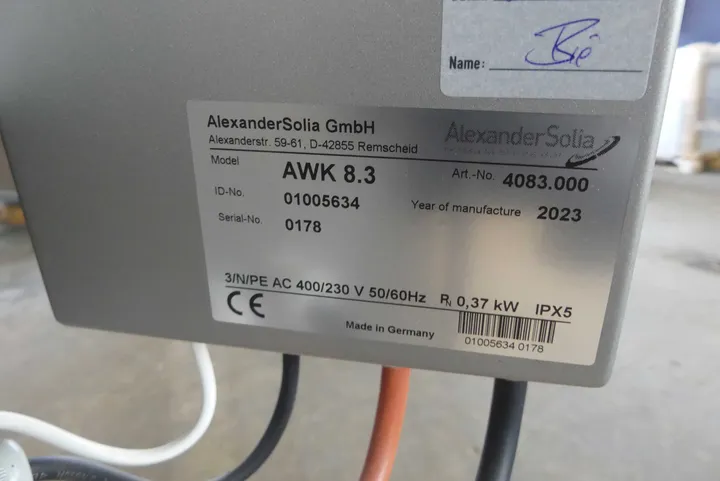 Name:
AlexanderSolia GmbH
AlexanderSolia
Alexanderstr. 59-61, D-42855 Remscheid
Model AWK 8.3 Art.-No. 4083.000
ID-No. 01005634 Year of manufacture 2023
Serial-No. 0178
3/N/PE AC 400/230 V 50/60Hz Pᵢ 0,37 kW IPX5
CE
Made in Germany
01005634 0178